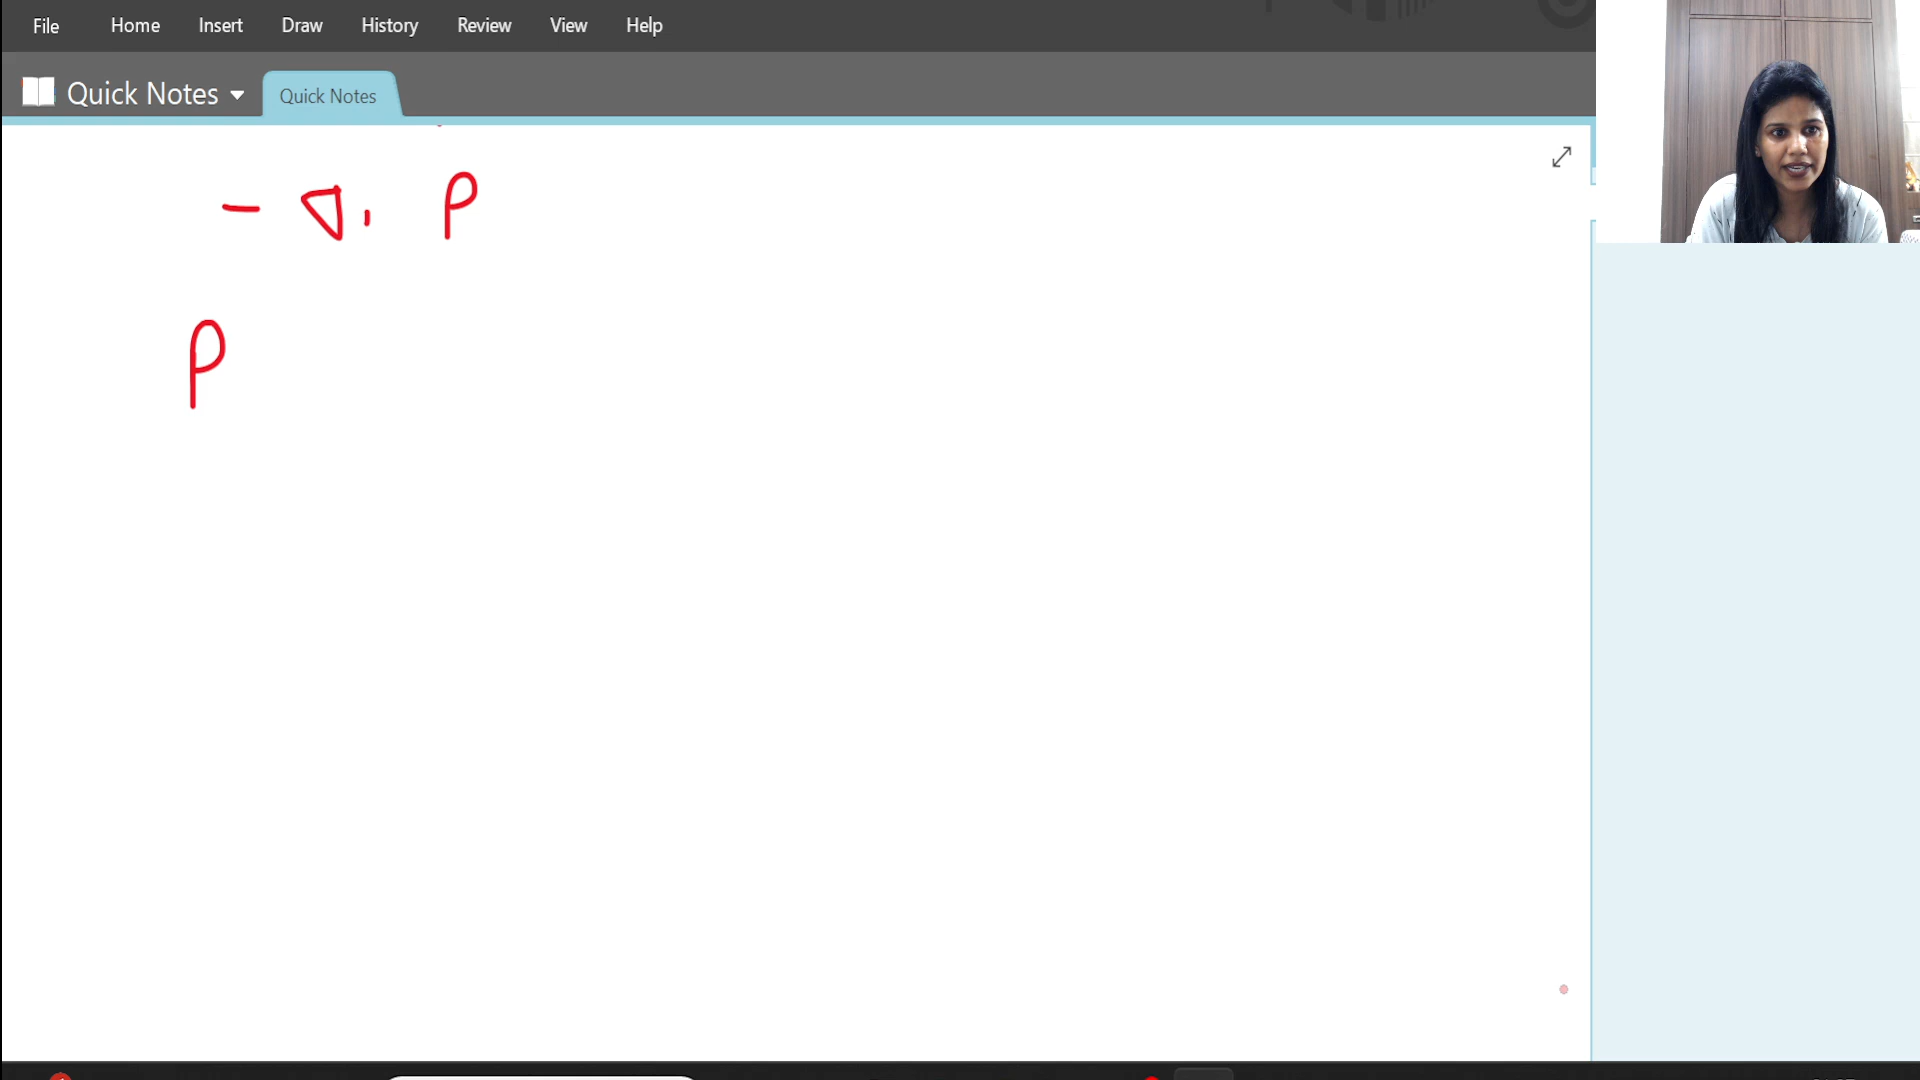 File Home Insert Draw History Review View Help
Quick Notes Quick Notes
- ∇. P
P